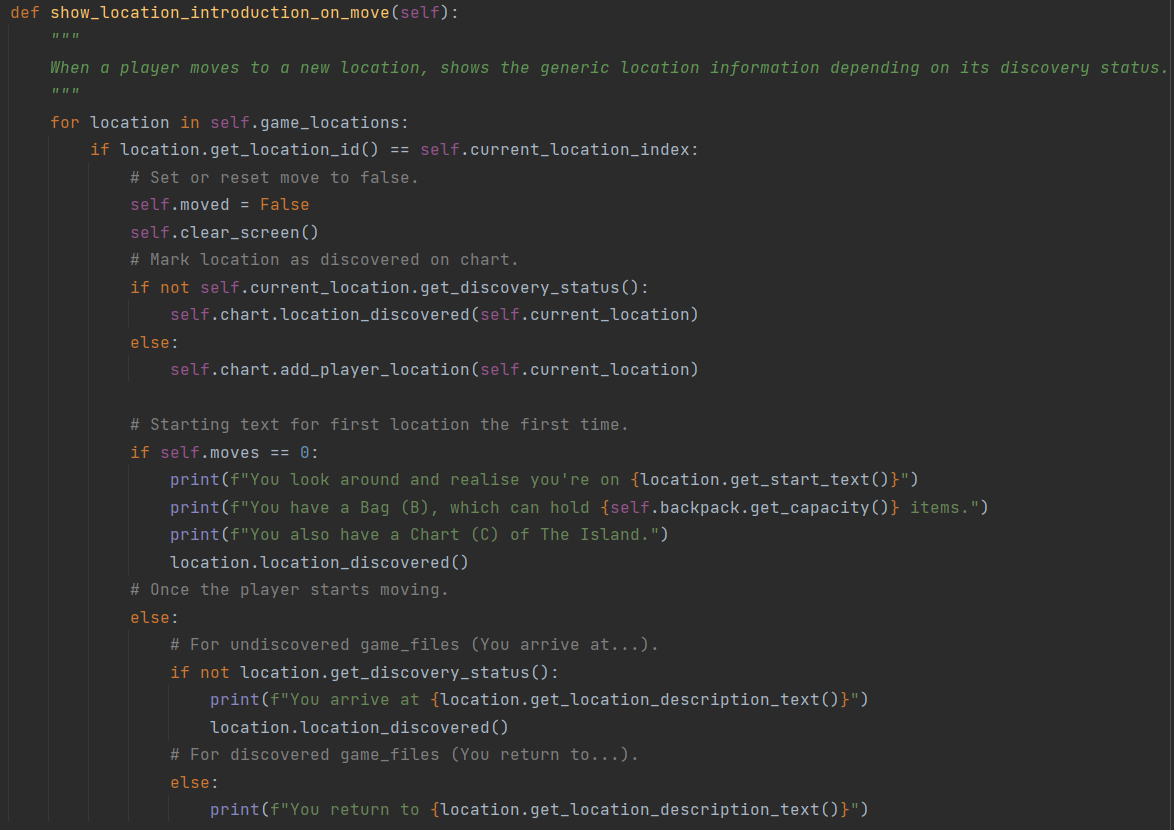 def show_location_introduction_on_move(self):
    """
    When a player moves to a new location, shows the generic location information depending on its discovery status.
    """
    for location in self.game_locations:
        if location.get_location_id() == self.current_location_index:
            # Set or reset move to false.
            self.moved = False
            self.clear_screen()
            # Mark location as discovered on chart.
            if not self.current_location.get_discovery_status():
                self.chart.location_discovered(self.current_location)
            else:
                self.chart.add_player_location(self.current_location)

            # Starting text for first location the first time.
            if self.moves == 0:
                print(f"You look around and realise you're on {location.get_start_text()}")
                print(f"You have a Bag (B), which can hold {self.backpack.get_capacity()} items.")
                print(f"You also have a Chart (C) of The Island.")
                location.location_discovered()
            # Once the player starts moving.
            else:
                # For undiscovered game_files (You arrive at...).
                if not location.get_discovery_status():
                    print(f"You arrive at {location.get_location_description_text()}")
                    location.location_discovered()
                # For discovered game_files (You return to...).
                else:
                    print(f"You return to {location.get_location_description_text()}")